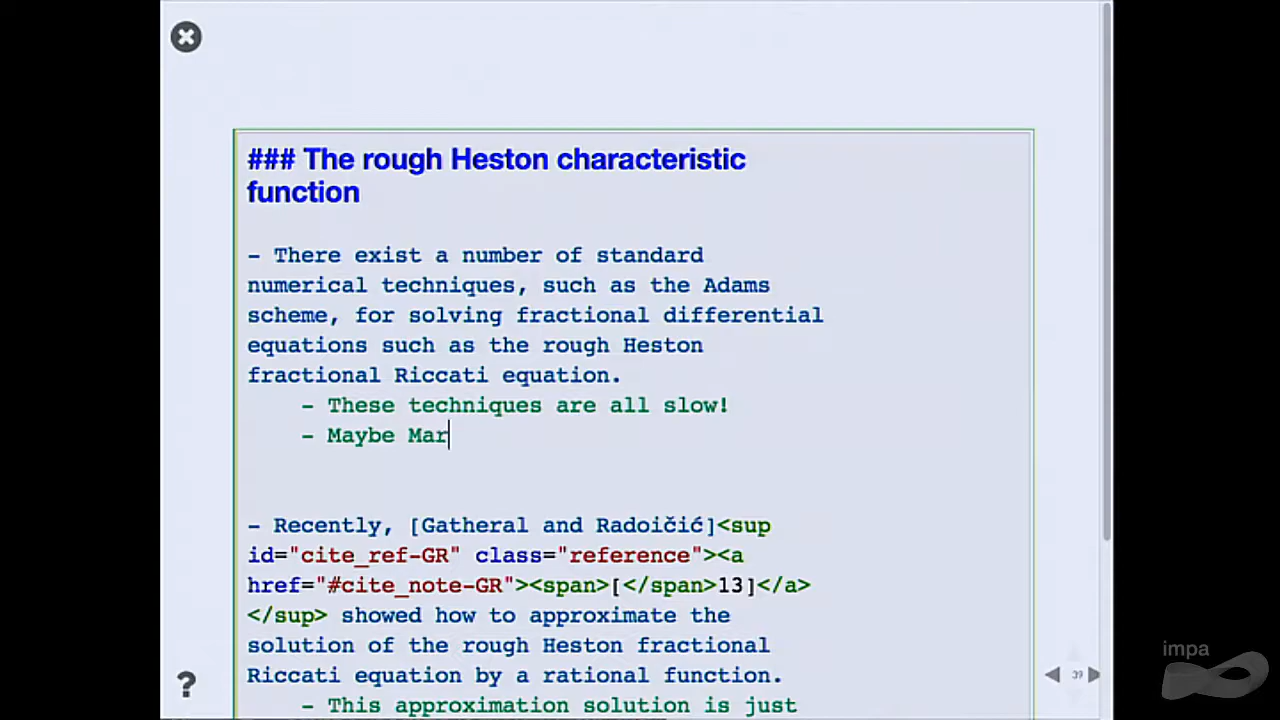 ### The rough Heston characteristic
function
- There exist a number of standard
numerical techniques, such as the Adams
scheme, for solving fractional differential
equations such as the rough Heston
fractional Riccati equation.
- These techniques are all slow!
- Maybe Mar
- Recently, [Gatheral and Radoičić]<sup
id="cite_ref-GR" class="reference"><a
href="#cite_note-GR"><span>[</span>13]</a>
</sup> showed how to approximate the
solution of the rough Heston fractional
Riccati equation by a rational function.
- This approximation solution is just
?
39
impa